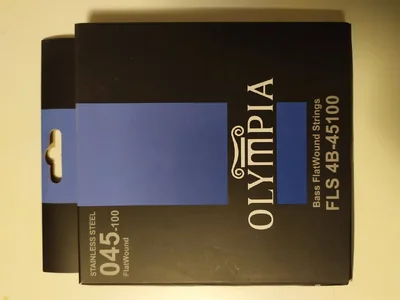 STAINLESS STEEL
045-100
FlatWound
OLYMPIA
Bass FlatWound Strings
FLS 4B-45100